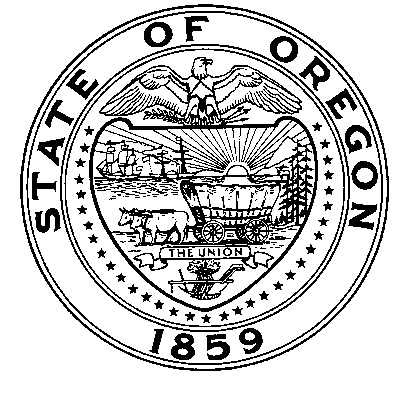 STATE OF OREGON
THE UNION
1859